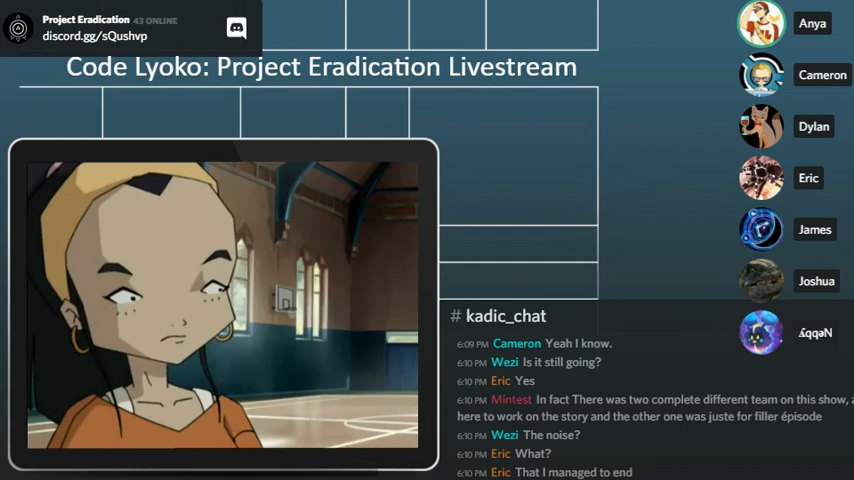 Project Eradication 43 ONLINE
discord.gg/sQushvp
Code Lyoko: Project Eradication Livestream
Anya
Cameron
Dylan
Eric
James
Joshua
ʎqqǝN
# kadic_chat
6:09 PM Cameron Yeah I know.
6:10 PM Wezi Is it still going?
6:10 PM Eric Yes
6:10 PM Mintest In fact There was two complete different team on this show, a
here to work on the story and the other one was juste for filler épisode
6:10 PM Wezi The noise?
6:10 PM Eric What?
6:10 PM Eric That I managed to end